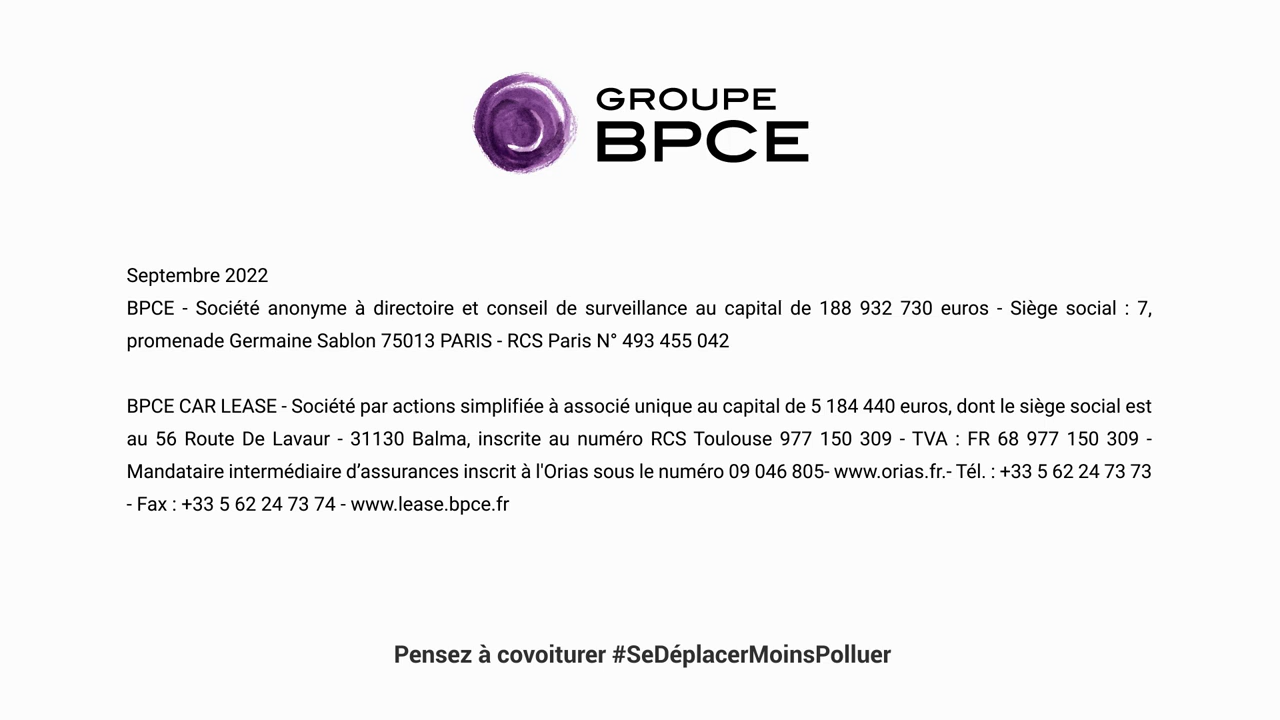 GROUPE
BPCE
Septembre 2022
BPCE - Société anonyme à directoire et conseil de surveillance au capital de 188 932 730 euros - Siège social : 7,
promenade Germaine Sablon 75013 PARIS - RCS Paris N° 493 455 042
BPCE CAR LEASE - Société par actions simplifiée à associé unique au capital de 5 184 440 euros, dont le siège social est
au 56 Route De Lavaur - 31130 Balma, inscrite au numéro RCS Toulouse 977 150 309 - TVA : FR 68 977 150 309 -
Mandataire intermédiaire d’assurances inscrit à l'Orias sous le numéro 09 046 805- www.orias.fr.- Tél. : +33 5 62 24 73 73
- Fax : +33 5 62 24 73 74 - www.lease.bpce.fr
Pensez à covoiturer #SeDéplacerMoinsPolluer